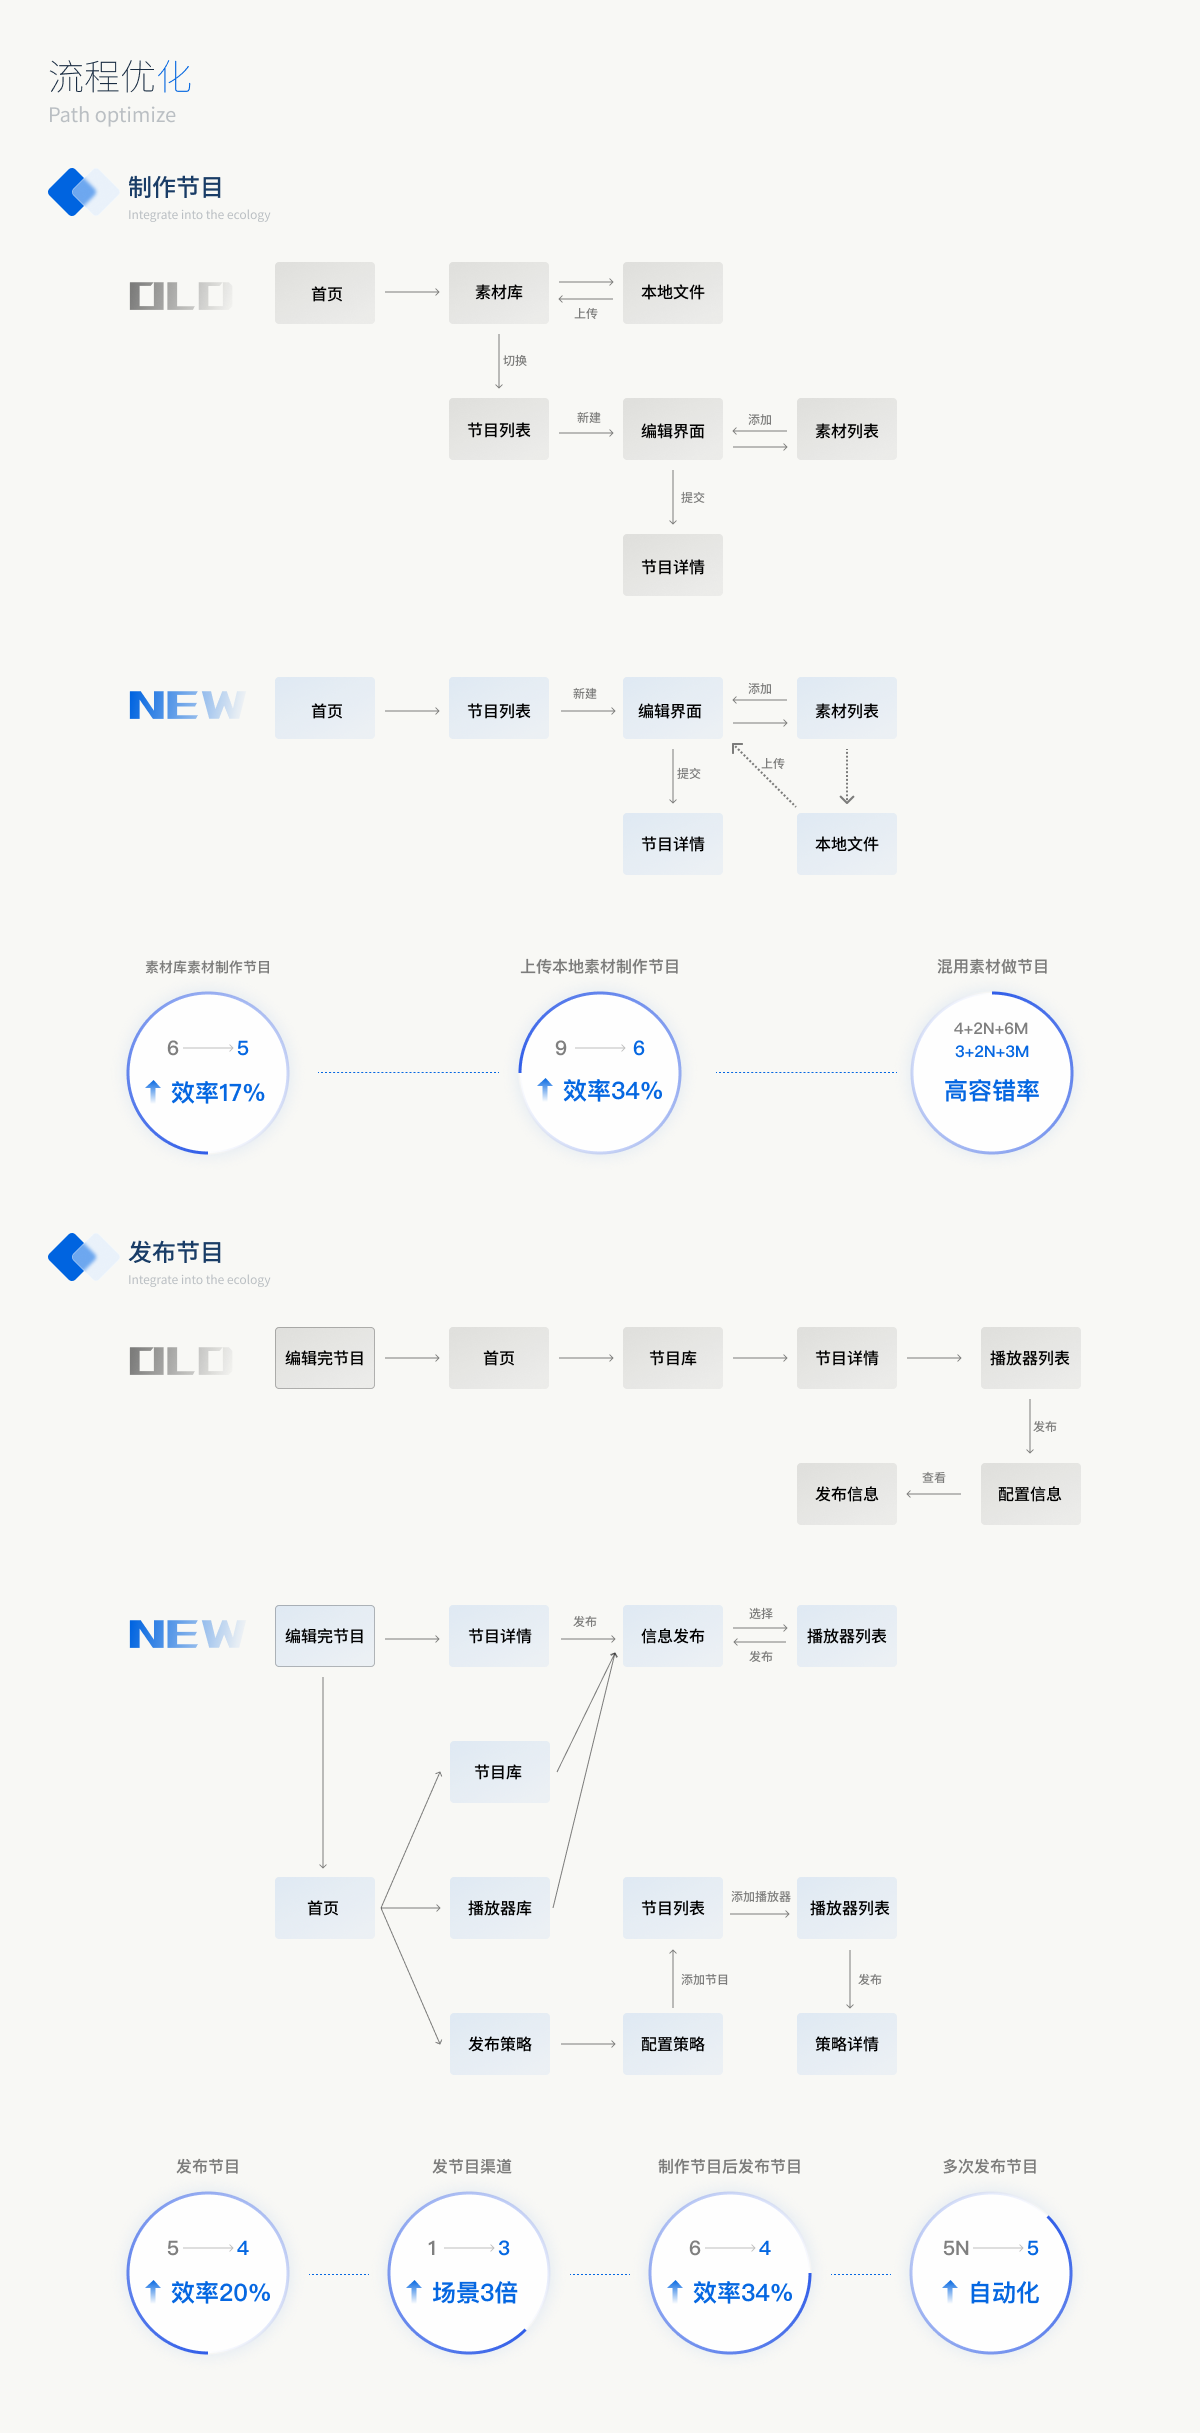 流程优化
Path optimize
制作节目
Integrate into the ecology
OLD
首页
素材库
本地文件
上传
切换
节目列表
新建
编辑界面
添加
素材列表
提交
节目详情
NEW
首页
节目列表
新建
编辑界面
添加
素材列表
提交
上传
节目详情
本地文件
素材库素材制作节目
上传本地素材制作节目
混用素材做节目
6
5
效率17%
9
6
效率34%
4+2N+6M
3+2N+3M
高容错率
发布节目
Integrate into the ecology
OLD
编辑完节目
首页
节目库
节目详情
播放器列表
发布
发布信息
查看
配置信息
NEW
编辑完节目
节目详情
发布
信息发布
选择
发布
播放器列表
节目库
首页
播放器库
节目列表
添加播放器
播放器列表
添加节目
发布
发布策略
配置策略
策略详情
发布节目
发节目渠道
制作节目后发布节目
多次发布节目
5
4
效率20%
1
3
场景3倍
6
4
效率34%
5N
5
自动化